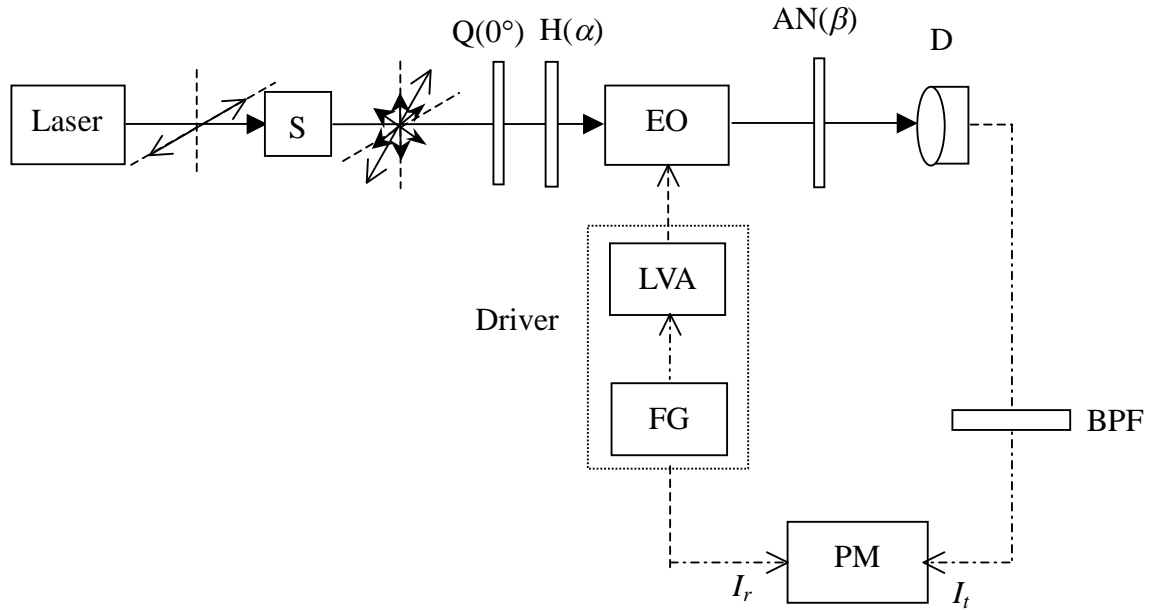 Q(0°)
H(α)
AN(β)
D
Laser
S
EO
LVA
Driver
FG
BPF
PM
I_r
I_t